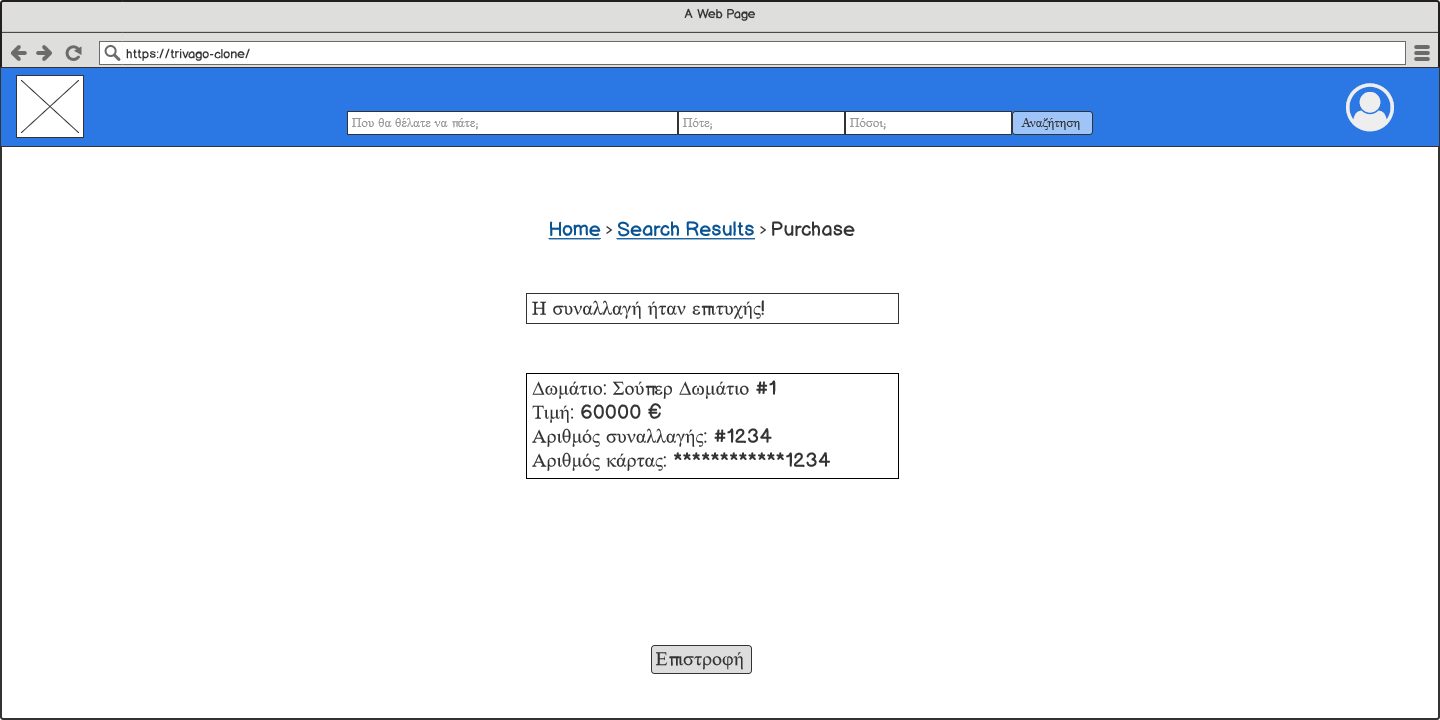 A Web Page
https://trivago-clone/
Που θα θέλατε να πάτε; Πότε; Πόσοι; Αναζήτηση
Home > Search Results > Purchase
Η συναλλαγή ήταν επιτυχής!
Δωμάτιο: Σούπερ Δωμάτιο #1
Τιμή: 60000 €
Αριθμός συναλλαγής: #1234
Αριθμός κάρτας: ************1234
Επιστροφή